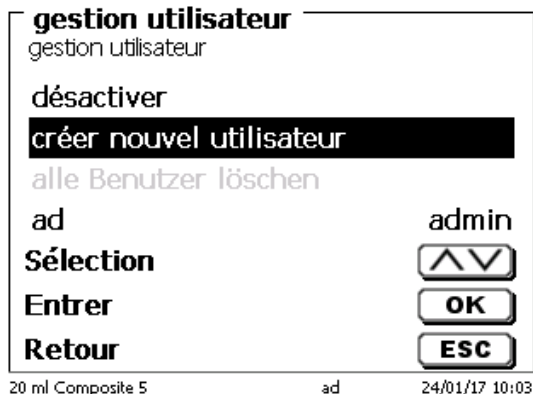 gestion utilisateur
gestion utilisateur
désactiver
créer nouvel utilisateur
alle Benutzer löschen
ad admin
Sélection
Entrer OK
Retour ESC
20 ml Composite 5 ad 24/01/17 10:03